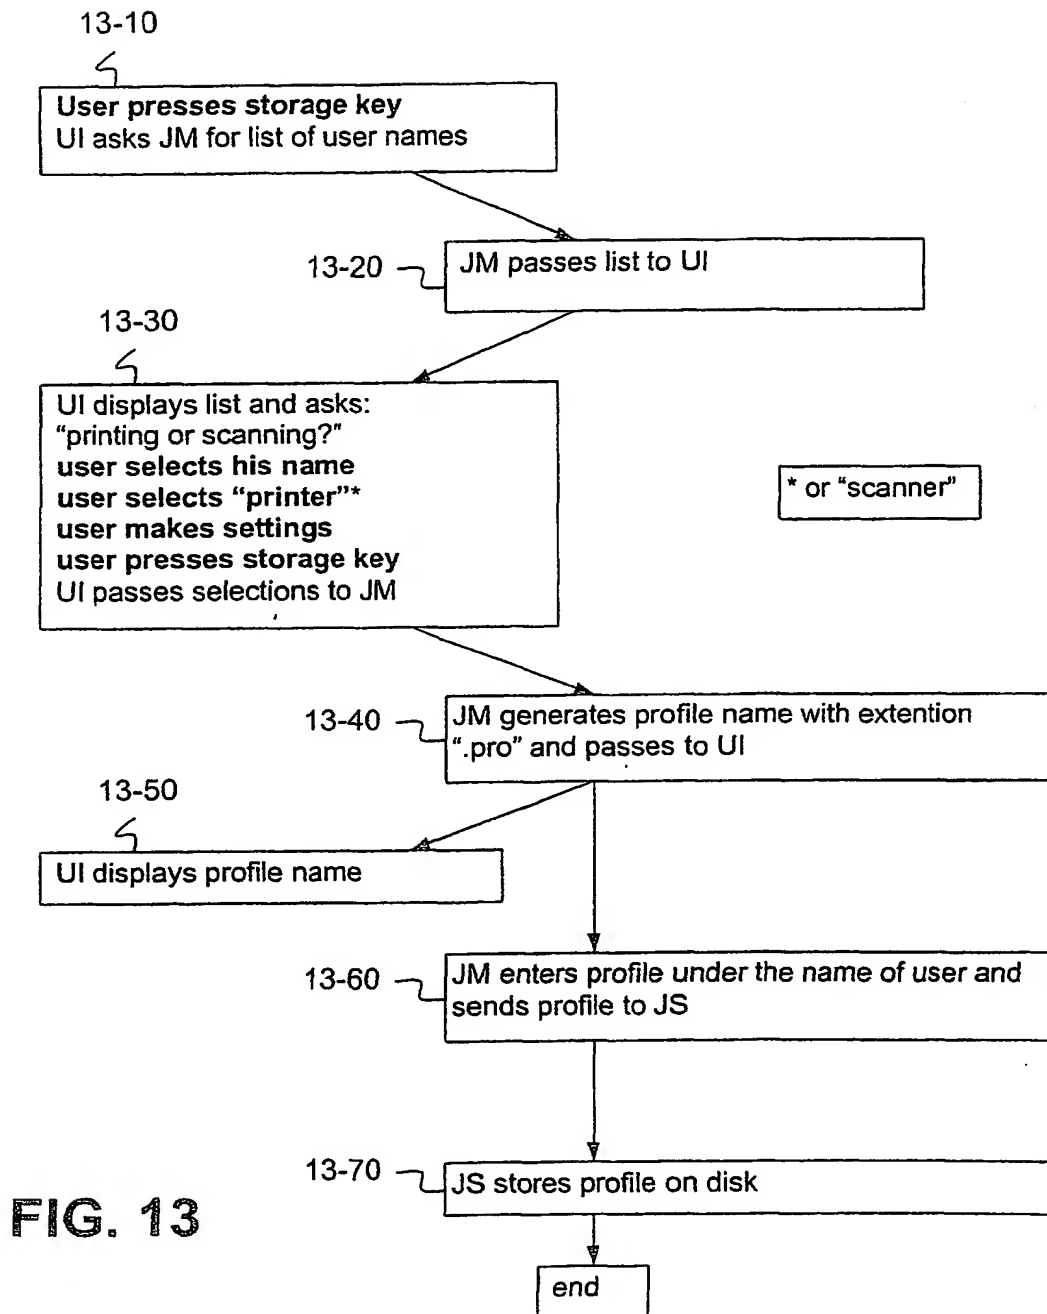 13-10
User presses storage key
UI asks JM for list of user names
13-20
JM passes list to UI
13-30
UI displays list and asks:
“printing or scanning?”
user selects his name
user selects “printer”*
user makes settings
user presses storage key
UI passes selections to JM
* or “scanner”
13-40
JM generates profile name with extention
“.pro” and passes to UI
13-50
UI displays profile name
13-60
JM enters profile under the name of user and
sends profile to JS
13-70
JS stores profile on disk
end
FIG. 13